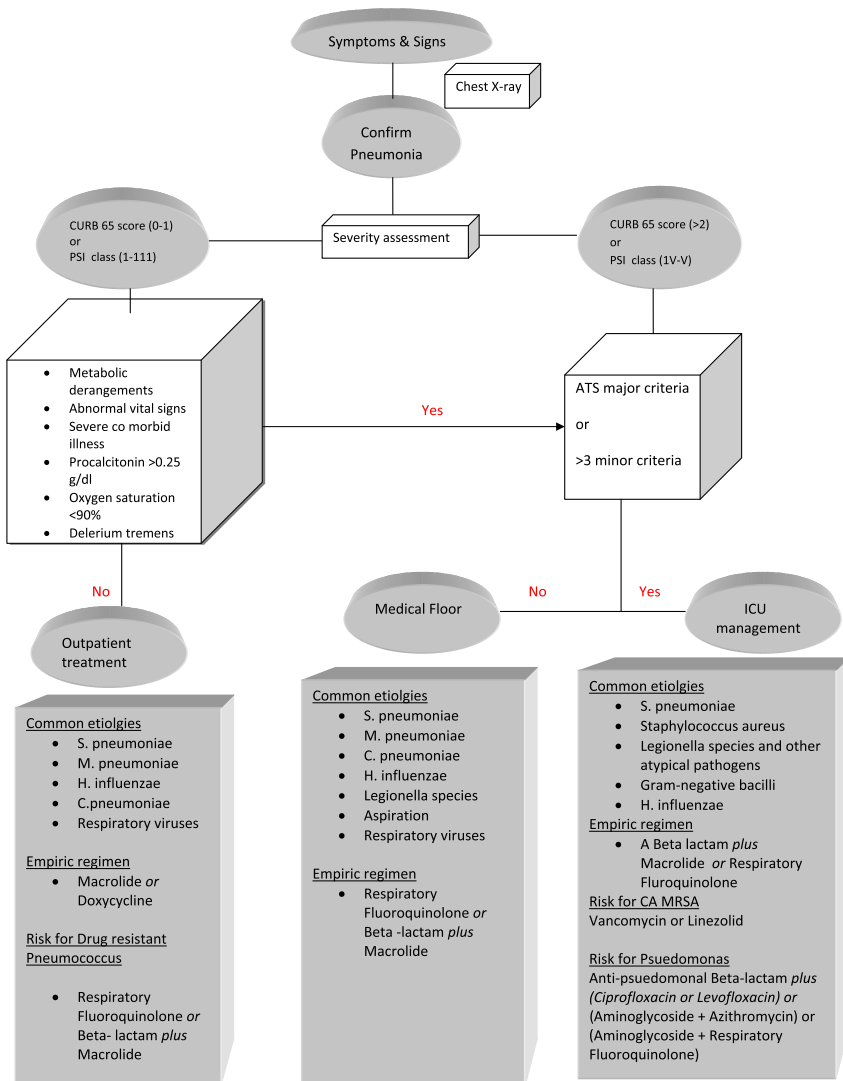 Symptoms & Signs
Chest X-ray
Confirm
Pneumonia
CURB 65 score (0-1)
or
PSI class (1-111)
Severity assessment
CURB 65 score (>2)
or
PSI class (1V-V)
• Metabolic
derangements
• Abnormal vital signs
• Severe co morbid
illness
• Procalcitonin >0.25
g/dl
• Oxygen saturation
<90%
• Delerium tremens
Yes
ATS major criteria
or
>3 minor criteria
No
Outpatient
treatment
Medical Floor
No
Yes
ICU
management
Common etiolgies
• S. pneumoniae
• M. pneumoniae
• H. influenzae
• C.pneumoniae
• Respiratory viruses
Empiric regimen
• Macrolide or
Doxycycline
Risk for Drug resistant
Pneumococcus
• Respiratory
Fluoroquinolone or
Beta- lactam plus
Macrolide
Common etiolgies
• S. pneumoniae
• M. pneumoniae
• C. pneumoniae
• H. influenzae
• Legionella species
• Aspiration
• Respiratory viruses
Empiric regimen
• Respiratory
Fluoroquinolone or
Beta -lactam plus
Macrolide
Common etiolgies
• S. pneumoniae
• Staphylococcus aureus
• Legionella species and other
atypical pathogens
• Gram-negative bacilli
• H. influenzae
Empiric regimen
• A Beta lactam plus
Macrolide or Respiratory
Fluroquinolone
Risk for CA MRSA
Vancomycin or Linezolid
Risk for Psuedomonas
Anti-psuedomonal Beta-lactam plus
(Ciprofloxacin or Levofloxacin) or
(Aminoglycoside + Azithromycin) or
(Aminoglycoside + Respiratory
Fluoroquinolone)